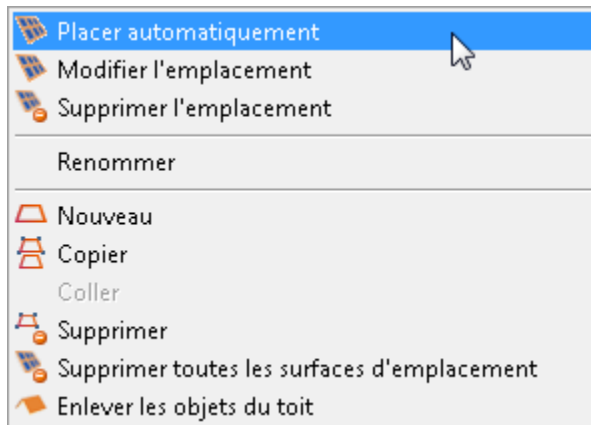 Placer automatiquement
Modifier l'emplacement
Supprimer l'emplacement
Renommer
Nouveau
Copier
Coller
Supprimer
Supprimer toutes les surfaces d'emplacement
Enlever les objets du toit